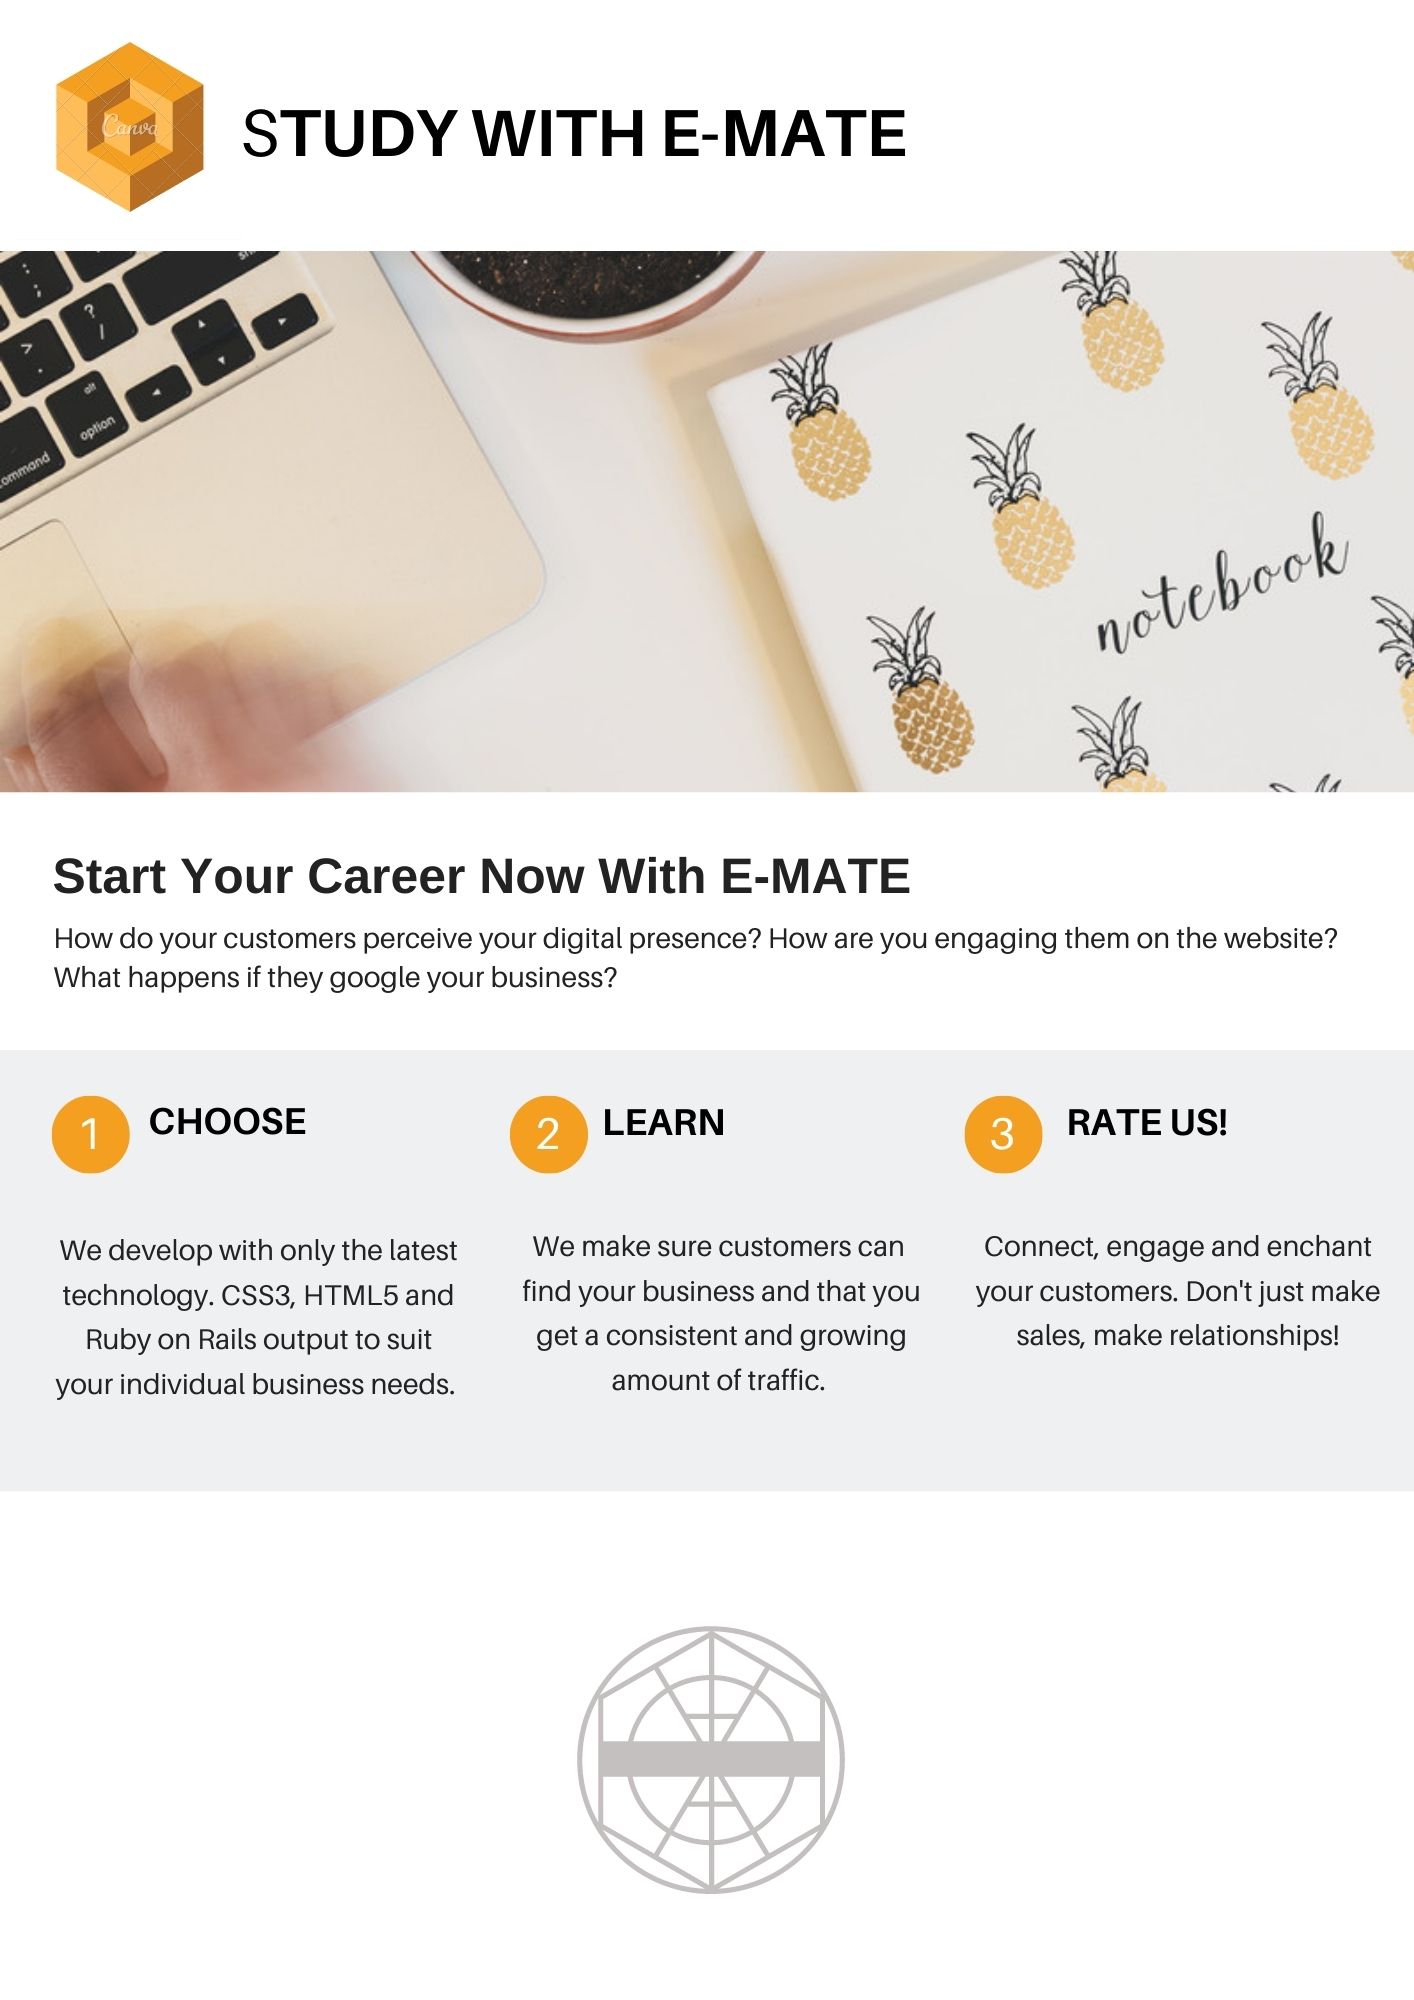 Canva
STUDY WITH E-MATE
sh
:
;
?
/
>
.
alt
option
command
notebook
Start Your Career Now With E-MATE
How do your customers perceive your digital presence? How are you engaging them on the website?
What happens if they google your business?
1 CHOOSE
We develop with only the latest
technology. CSS3, HTML5 and
Ruby on Rails output to suit
your individual business needs.
2 LEARN
We make sure customers can
find your business and that you
get a consistent and growing
amount of traffic.
3 RATE US!
Connect, engage and enchant
your customers. Don't just make
sales, make relationships!